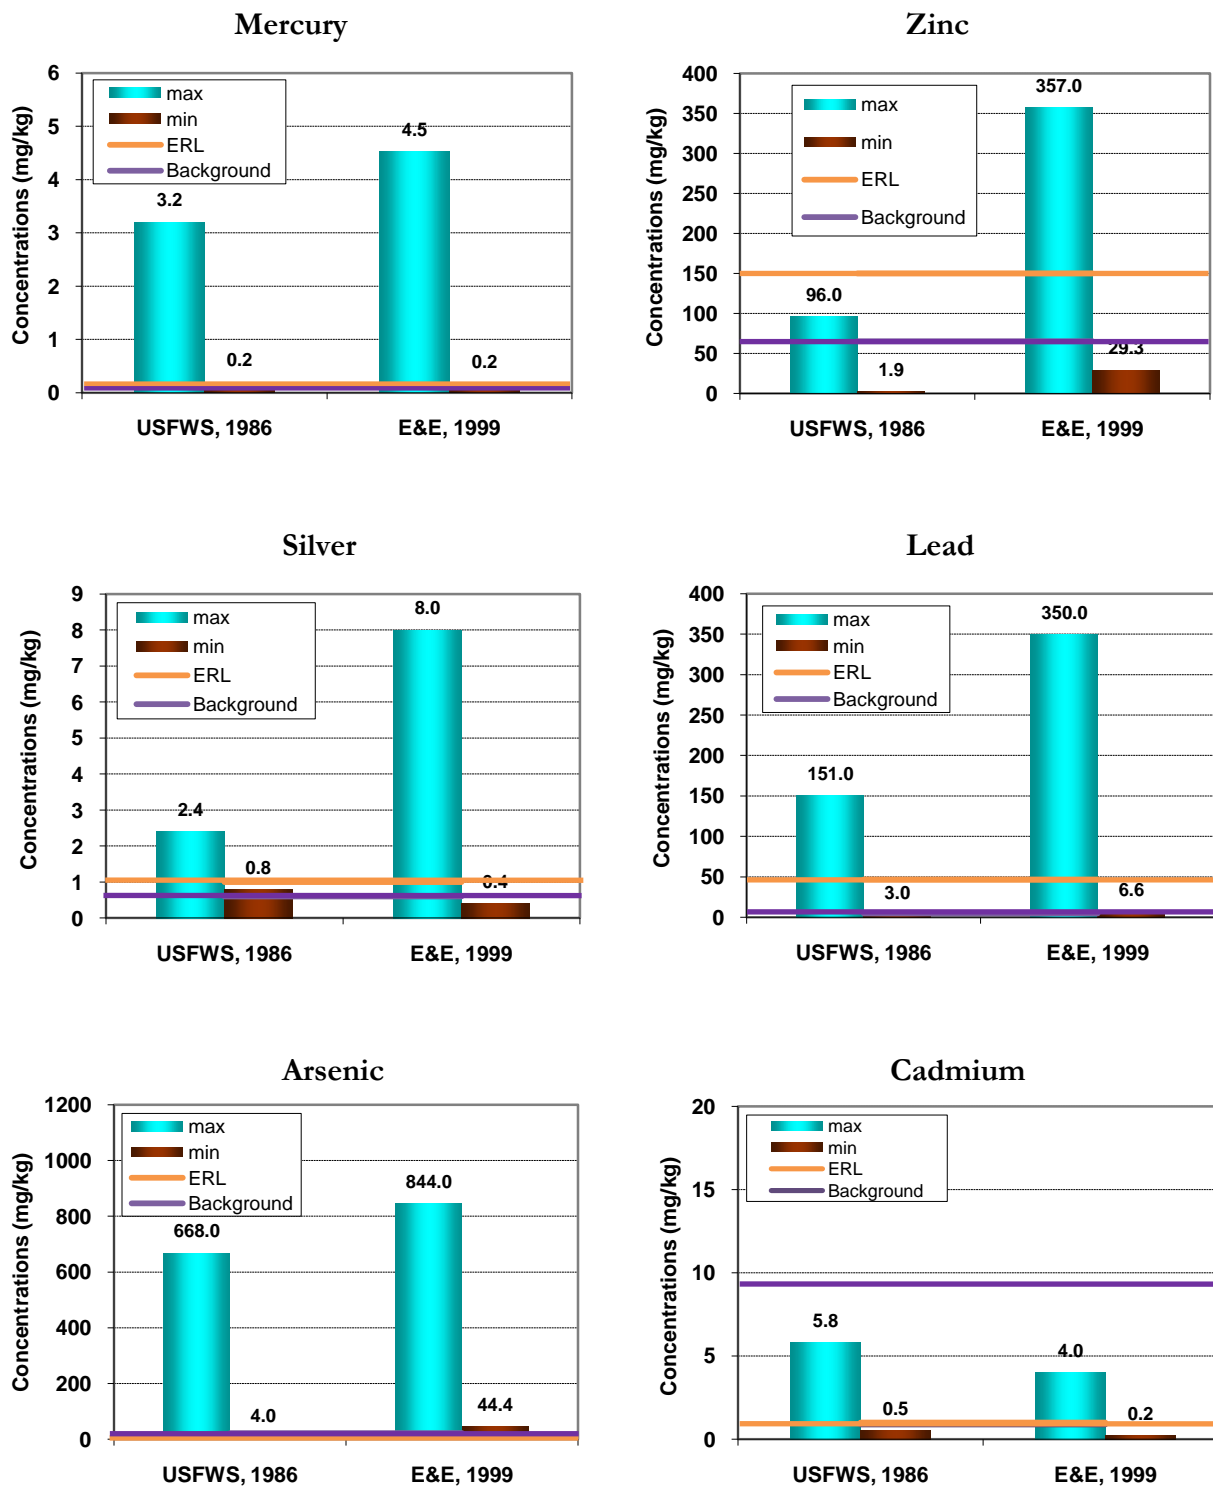 Mercury
Concentrations (mg/kg)
6
5
4
3
2
1
0
max
min
ERL
Background
3.2
0.2
4.5
0.2
USFWS, 1986
E&E, 1999
Zinc
Concentrations (mg/kg)
400
350
300
250
200
150
100
50
0
max
min
ERL
Background
96.0
1.9
357.0
29.3
USFWS, 1986
E&E, 1999
Silver
Concentrations (mg/kg)
9
8
7
6
5
4
3
2
1
0
max
min
ERL
Background
2.4
0.8
8.0
0.4
USFWS, 1986
E&E, 1999
Lead
Concentrations (mg/kg)
400
350
300
250
200
150
100
50
0
max
min
ERL
Background
151.0
3.0
350.0
6.6
USFWS, 1986
E&E, 1999
Arsenic
Concentrations (mg/kg)
1200
1000
800
600
400
200
0
max
min
ERL
Background
668.0
4.0
844.0
44.4
USFWS, 1986
E&E, 1999
Cadmium
Concentrations (mg/kg)
20
15
10
5
0
max
min
ERL
Background
5.8
0.5
4.0
0.2
USFWS, 1986
E&E, 1999